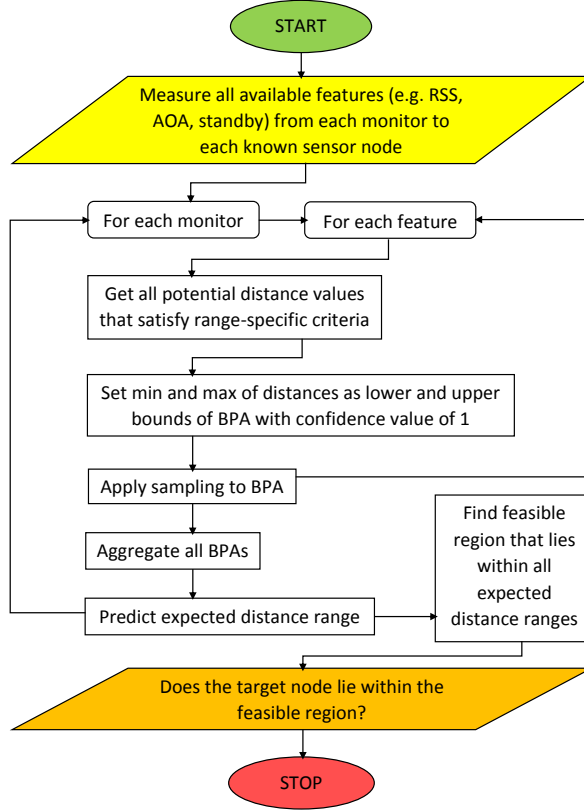 START
Measure all available features (e.g. RSS,
AOA, standby) from each monitor to
each known sensor node
For each monitor
For each feature
Get all potential distance values
that satisfy range-specific criteria
Set min and max of distances as lower and upper
bounds of BPA with confidence value of 1
Apply sampling to BPA
Aggregate all BPAs
Predict expected distance range
Find feasible
region that lies
within all
expected
distance ranges
Does the target node lie within the
feasible region?
STOP